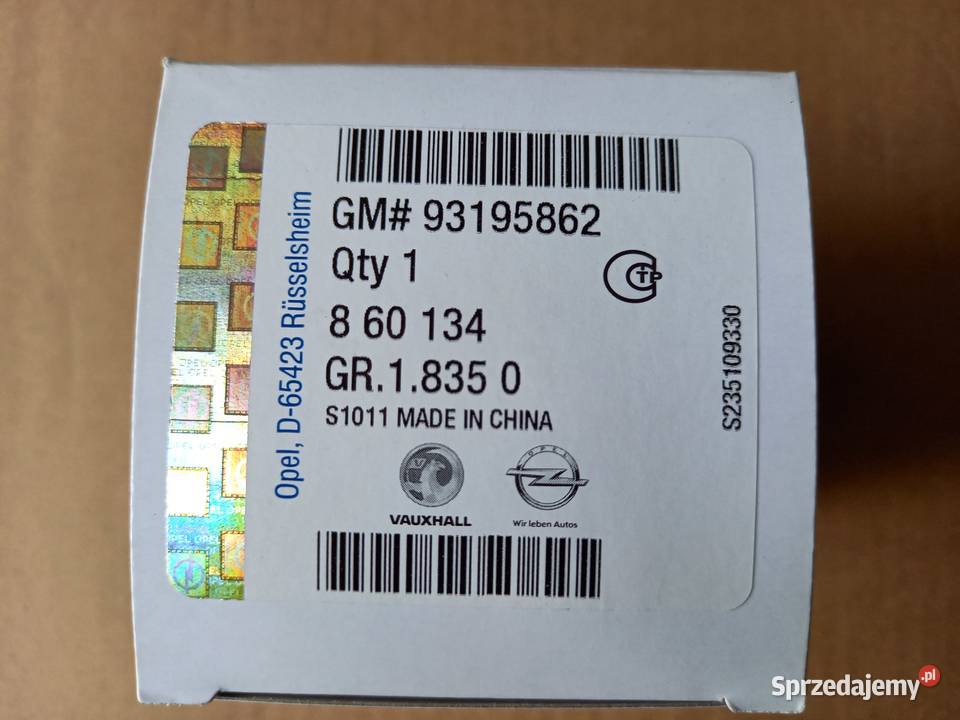 GM# 93195862
Qty 1
8 60 134
GR.1.835 0
S1011 MADE IN CHINA
VAUXHALL
OPEL
Wir leben Autos
Opel, D-65423 Rüsselsheim
S235109330
Sprzedajemy.pl